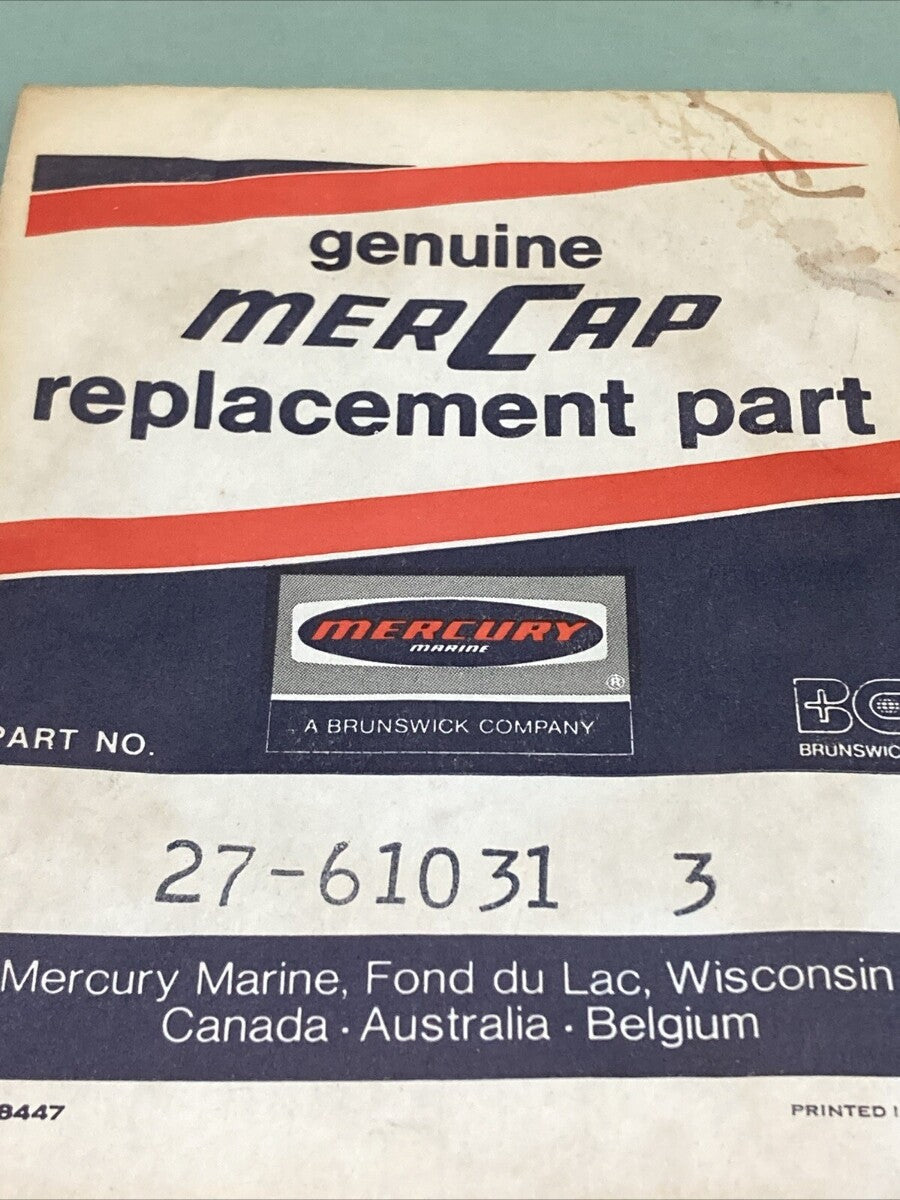 genuine
MERCAP
replacement part
MERCURY
MARINE
®
A BRUNSWICK COMPANY
PART NO.
BRUNSWIC
27-61031 3
Mercury Marine, Fond du Lac, Wisconsin
Canada · Australia · Belgium
8447
PRINTED I